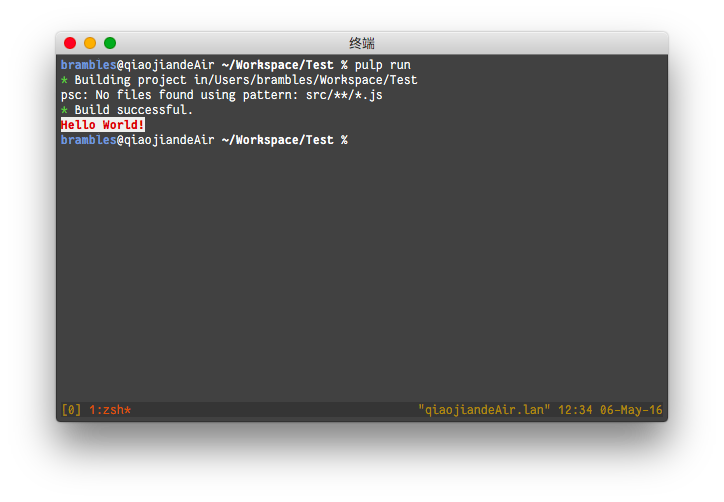 终端
brambles@qiaojiandeAir ~/Workspace/Test % pulp run
* Building project in/Users/brambles/Workspace/Test
psc: No files found using pattern: src/**/*.js
* Build successful.
Hello World!
brambles@qiaojiandeAir ~/Workspace/Test %
[0] 1:zsh* "qiaojiandeAir.lan" 12:34 06-May-16